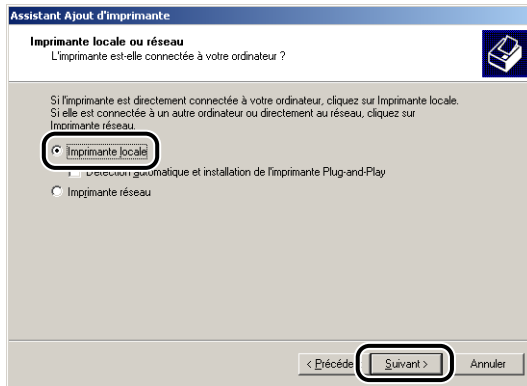 Assistant Ajout d'imprimante
Imprimante locale ou réseau
L'imprimante est-elle connectée à votre ordinateur ?
Si l'imprimante est directement connectée à votre ordinateur, cliquez sur Imprimante locale.
Si elle est connectée à un autre ordinateur ou directement au réseau, cliquez sur
Imprimante réseau.
Imprimante locale
Détection automatique et installation de l'imprimante Plug-and-Play
Imprimante réseau
< Précéde
Suivant >
Annuler